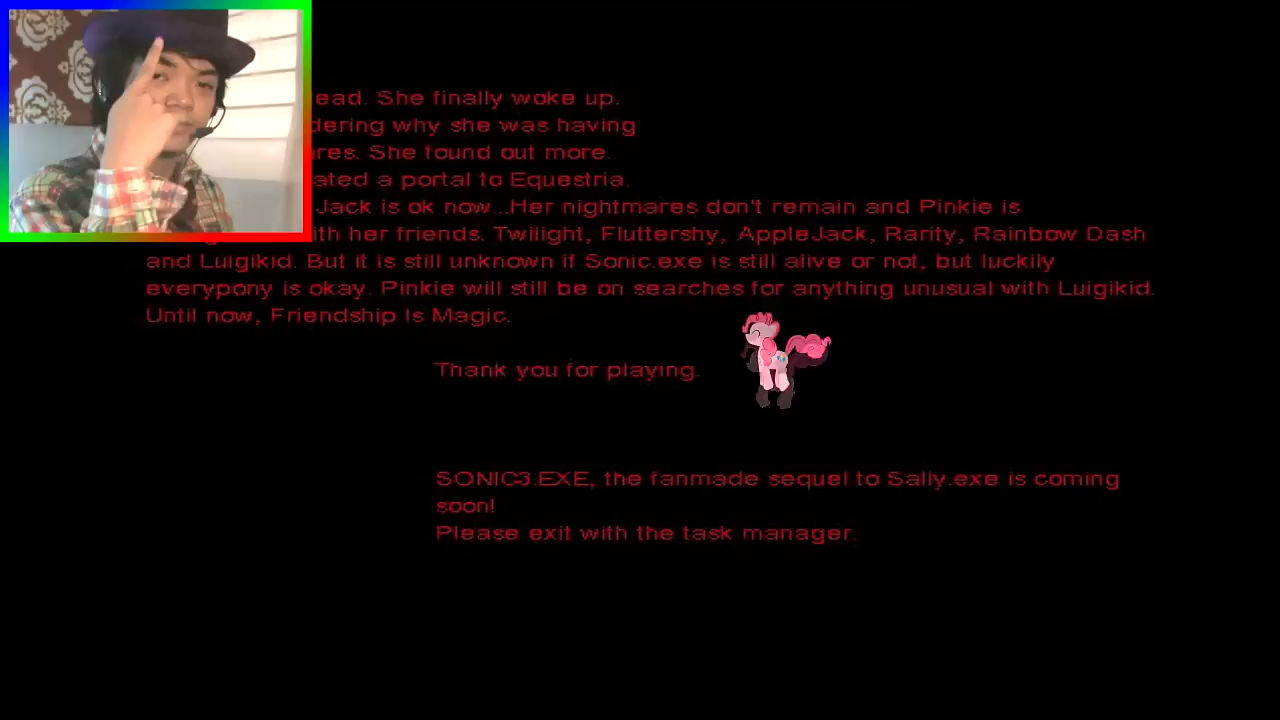 ead. She finally woke up.
dering why she was having
res. She found out more.
ated a portal to Equestria.
Jack is ok now...Her nightmares don't remain and Pinkie is
ith her friends. Twilight, Fluttershy, AppleJack, Rarity, Rainbow Dash
and Luigikid. But it is still unknown if Sonic.exe is still alive or not, but luckily
everypony is okay. Pinkie will still be on searches for anything unusual with Luigikid.
Until now, Friendship Is Magic.
Thank you for playing.
SONIC3.EXE, the fanmade sequel to Sally.exe is coming
soon!
Please exit with the task manager.